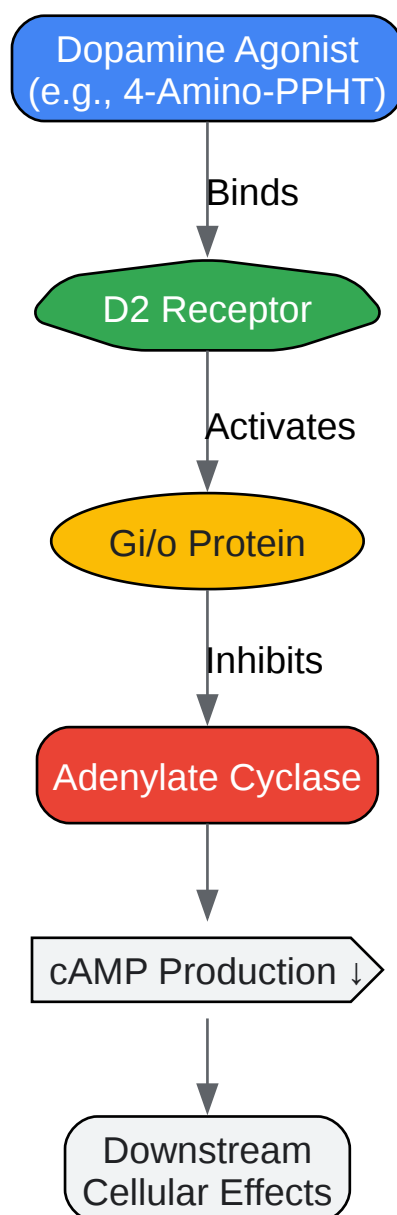 Dopamine Agonist
(e.g., 4-Amino-PPHT)
Binds
D2 Receptor
Activates
Gi/o Protein
Inhibits
Adenylate Cyclase
cAMP Production ↓
Downstream
Cellular Effects